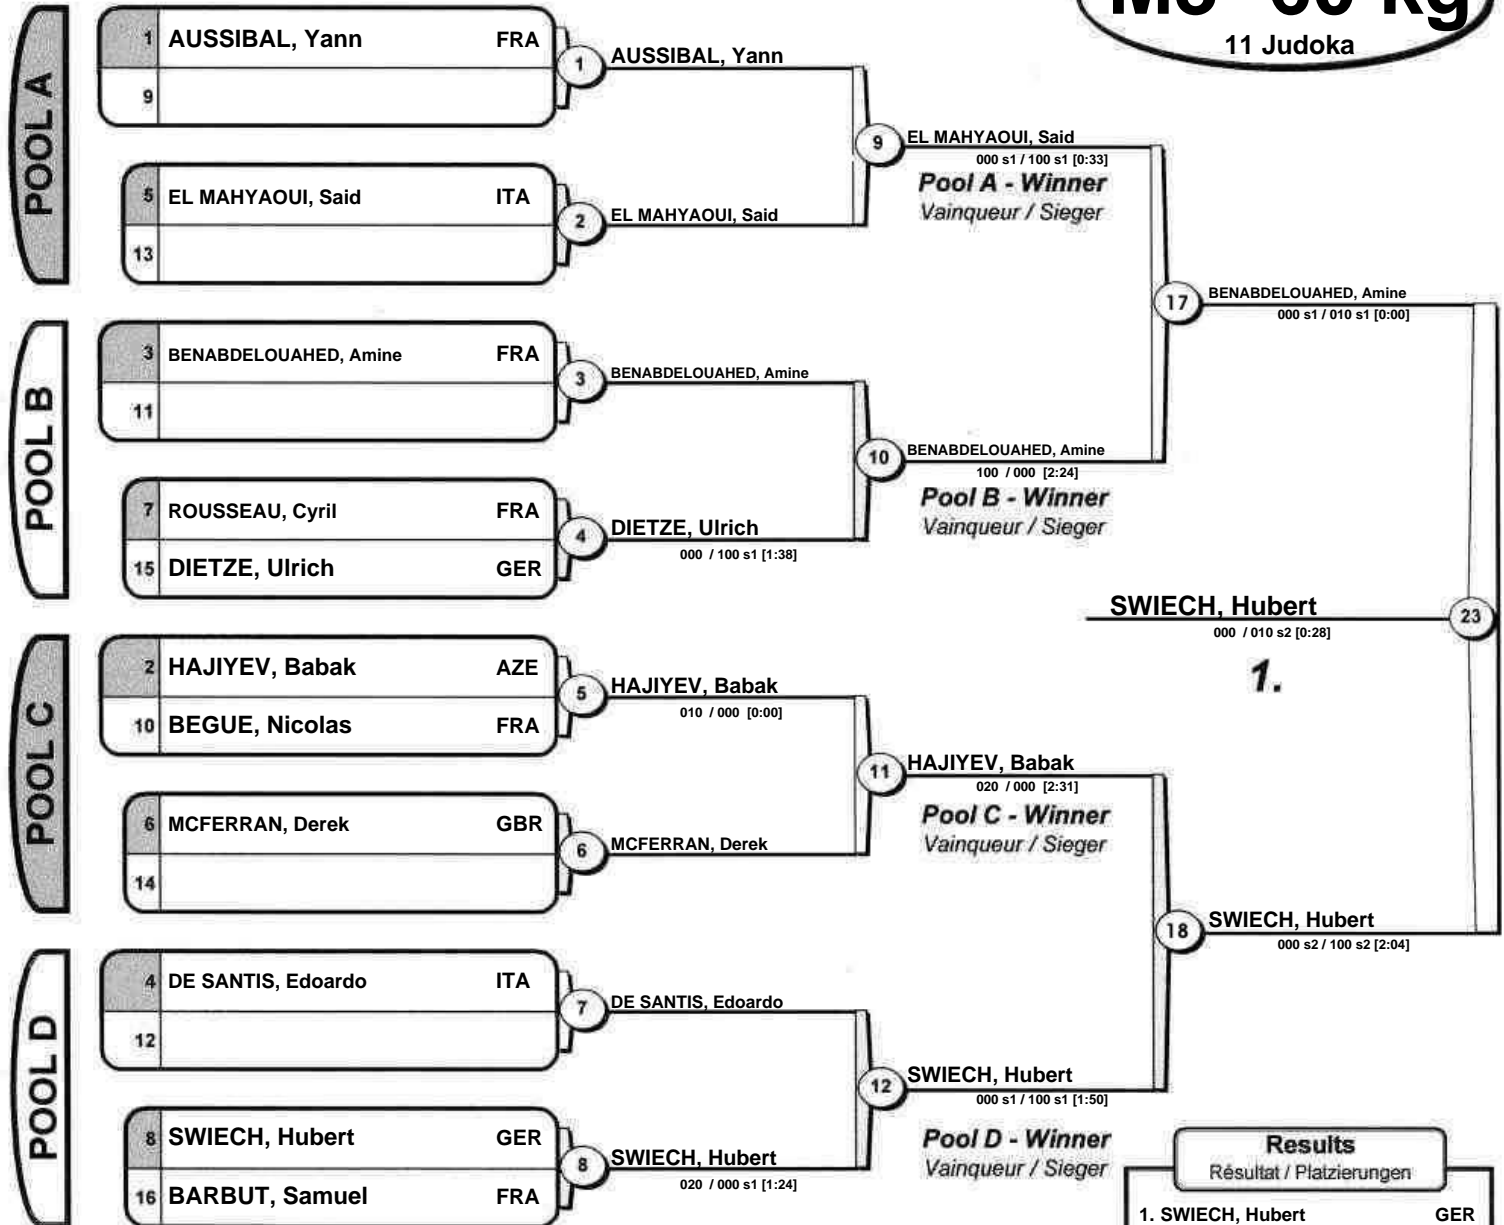 11 Judoka
POOL A
1 AUSSIBAL, Yann FRA
9
1 AUSSIBAL, Yann
5 EL MAHYAOUI, Said ITA
13
2 EL MAHYAOUI, Said
9 EL MAHYAOUI, Said
000 s1 / 100 s1 [0:33]
Pool A - Winner
Vainqueur / Sieger
POOL B
3 BENABDELOUAHED, Amine FRA
11
3 BENABDELOUAHED, Amine
7 ROUSSEAU, Cyril FRA
15 DIETZE, Ulrich GER
4 DIETZE, Ulrich
000 / 100 s1 [1:38]
10 BENABDELOUAHED, Amine
100 / 000 [2:24]
Pool B - Winner
Vainqueur / Sieger
17 BENABDELOUAHED, Amine
000 s1 / 010 s1 [0:00]
POOL C
2 HAJIYEV, Babak AZE
10 BEGUE, Nicolas FRA
5 HAJIYEV, Babak
010 / 000 [0:00]
6 MCFERRAN, Derek GBR
14
6 MCFERRAN, Derek
11 HAJIYEV, Babak
020 / 000 [2:31]
Pool C - Winner
Vainqueur / Sieger
POOL D
4 DE SANTIS, Edoardo ITA
12
7 DE SANTIS, Edoardo
8 SWIECH, Hubert GER
16 BARBUT, Samuel FRA
8 SWIECH, Hubert
020 / 000 s1 [1:24]
12 SWIECH, Hubert
000 s1 / 100 s1 [1:50]
Pool D - Winner
Vainqueur / Sieger
18 SWIECH, Hubert
000 s2 / 100 s2 [2:04]
SWIECH, Hubert 23
000 / 010 s2 [0:28]
1.
Results
Résultat / Platzierungen
1. SWIECH, Hubert GER